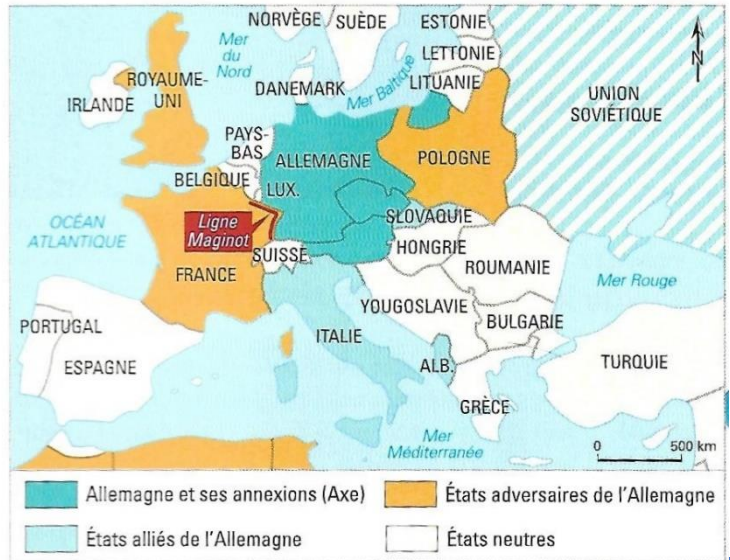 NORVÈGE
SUÈDE
ESTONIE
LETTONIE
LITUANIE
Mer
du
Nord
Mer Baltique
N
ROYAUME-
UNI
IRLANDE
DANEMARK
UNION
SOVIÉTIQUE
PAYS-
BAS
ALLEMAGNE
POLOGNE
BELGIQUE
LUX.
OCÉAN
ATLANTIQUE
Ligne
Maginot
SLOVAQUIE
SUISSE
HONGRIE
FRANCE
ROUMANIE
Mer Rouge
YOUGOSLAVIE
PORTUGAL
ITALIE
BULGARIE
ESPAGNE
ALB.
TURQUIE
GRÈCE
Mer
Méditerranée
0 500 km
Allemagne et ses annexions (Axe)
États adversaires de l'Allemagne
États alliés de l'Allemagne
États neutres